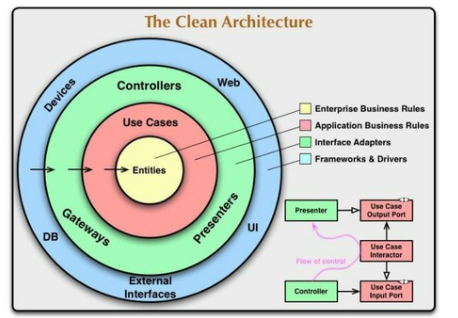 The Clean Architecture
Devices
Web
Controllers
Use Cases
Entities
Gateways
Presenters
DB
UI
External
Interfaces
Enterprise Business Rules
Application Business Rules
Interface Adapters
Frameworks & Drivers
Presenter
Use Case
Output Port
Use Case
Interactor
Flow of control
Controller
Use Case
Input Port